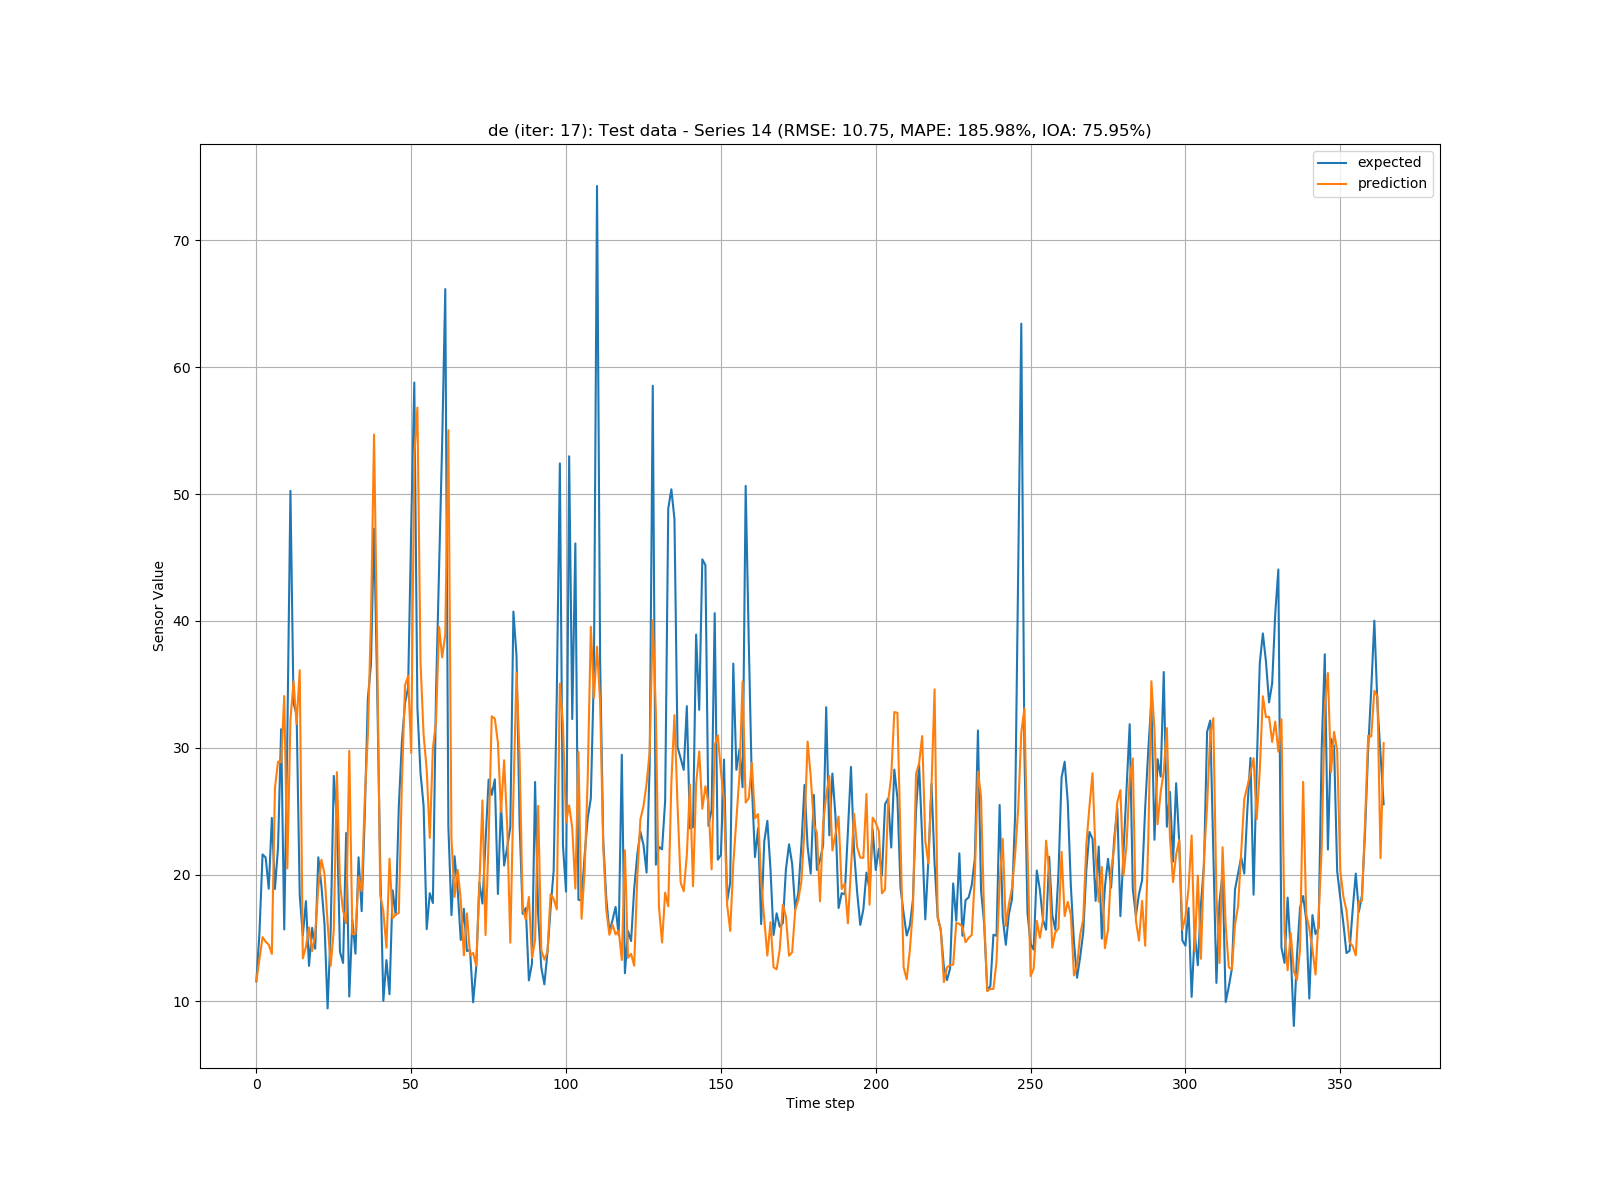 de (iter: 17): Test data - Series 14 (RMSE: 10.75, MAPE: 185.98%, IOA: 75.95%)
expected
prediction
70
60
50
40
30
20
10
Sensor Value
0 50 100 150 200 250 300 350
Time step